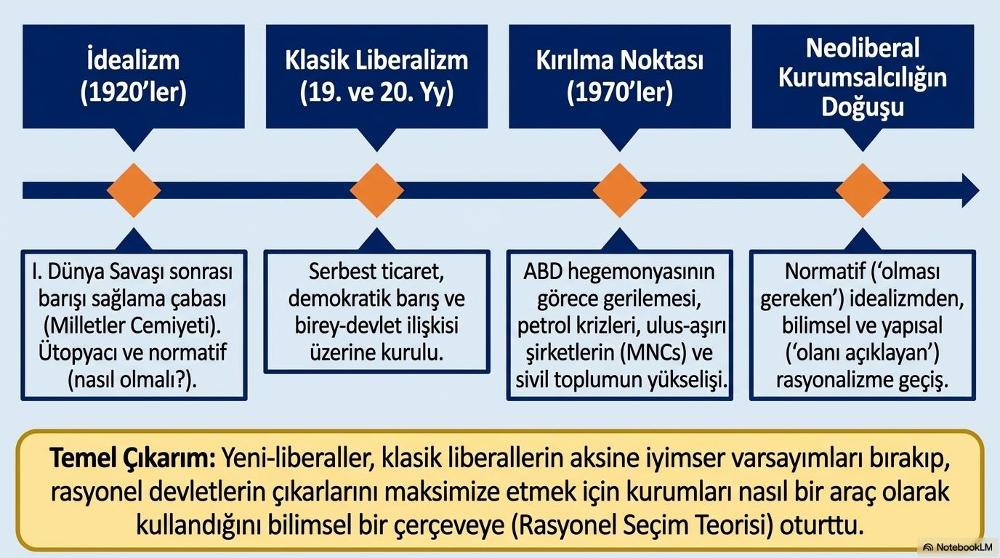 İdealizm
(1920’ler)
Klasik Liberalizm
(19. ve 20. Yy)
Kırılma Noktası
(1970’ler)
Neoliberal
Kurumsalcılığın
Doğuşu
I. Dünya Savaşı sonrası
barışı sağlama çabası
(Milletler Cemiyeti).
Ütopyacı ve normatif
(nasıl olmalı?).
Serbest ticaret,
demokratik barış ve
birey-devlet ilişkisi
üzerine kurulu.
ABD hegemonyasının
görece gerilemesi,
petrol krizleri, ulus-aşırı
şirketlerin (MNCs) ve
sivil toplumun yükselişi.
Normatif (‘olması
gereken’) idealizmden,
bilimsel ve yapısal
(‘olanı açıklayan’)
rasyonalizme geçiş.
Temel Çıkarım: Yeni-liberaller, klasik liberallerin aksine iyimser varsayımları bırakıp,
rasyonel devletlerin çıkarlarını maksimize etmek için kurumları nasıl bir araç olarak
kullandığını bilimsel bir çerçeveye (Rasyonel Seçim Teorisi) oturttu.
NotebookLM